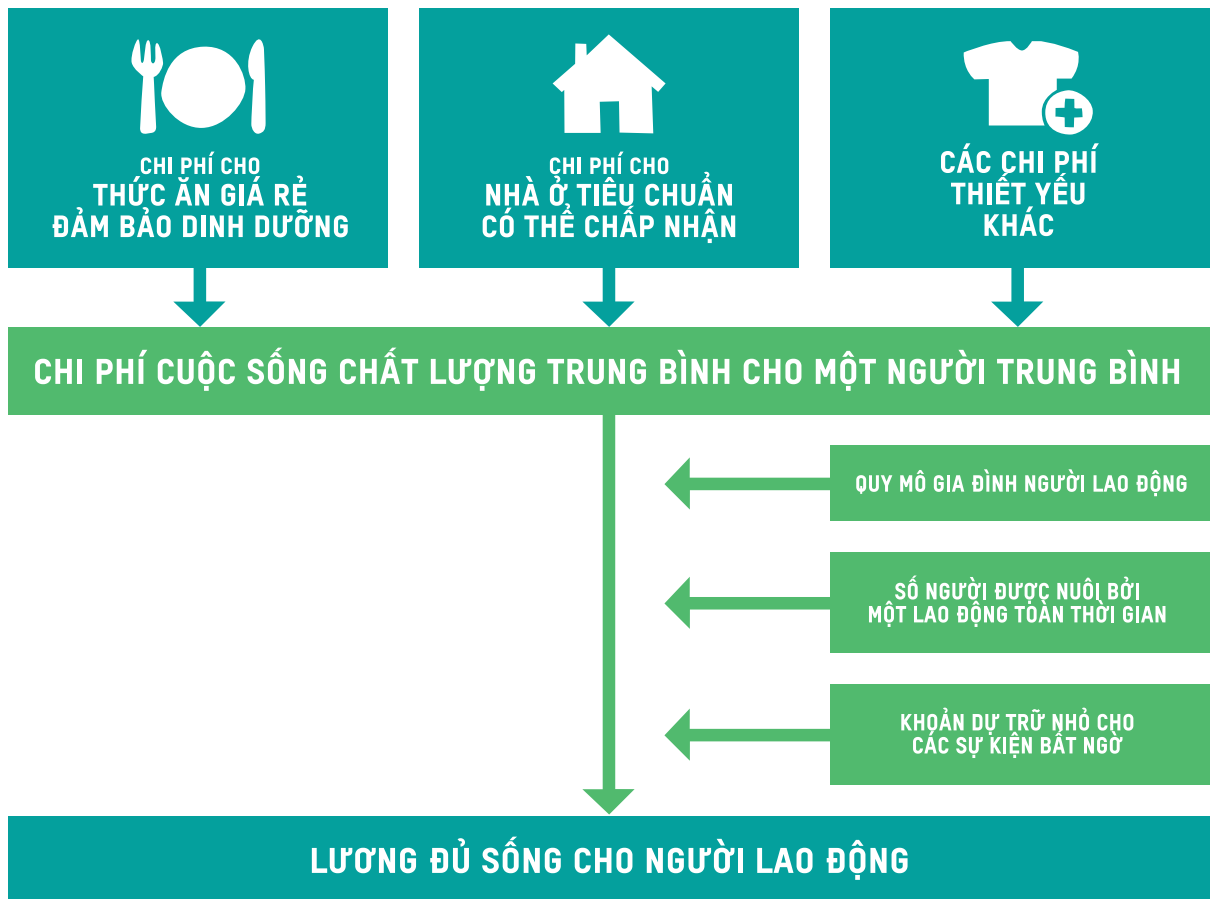 CHI PHÍ CHO
THỨC ĂN GIÁ RẺ
ĐẢM BẢO DINH DƯỠNG
CHI PHÍ CHO
NHÀ Ở TIÊU CHUẨN
CÓ THỂ CHẤP NHẬN
CÁC CHI PHÍ
THIẾT YẾU
KHÁC
CHI PHÍ CUỘC SỐNG CHẤT LƯỢNG TRUNG BÌNH CHO MỘT NGƯỜI TRUNG BÌNH
QUY MÔ GIA ĐÌNH NGƯỜI LAO ĐỘNG
SỐ NGƯỜI ĐƯỢC NUÔI BỞI
MỘT LAO ĐỘNG TOÀN THỜI GIAN
KHOẢN DỰ TRỮ NHỎ CHO
CÁC SỰ KIỆN BẤT NGỜ
LƯƠNG ĐỦ SỐNG CHO NGƯỜI LAO ĐỘNG